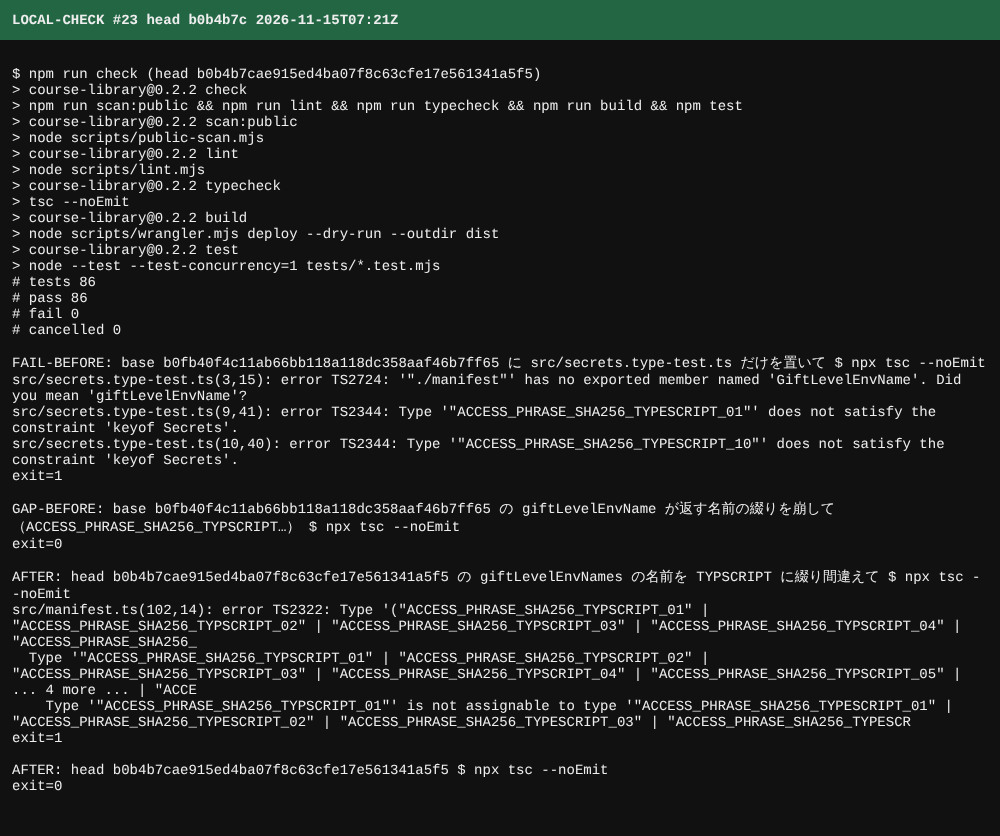 LOCAL-CHECK #23 head b0b4b7c 2026-11-15T07:21Z
$ npm run check (head b0b4b7cae915ed4ba07f8c63cfe17e561341a5f5)
> course-library@0.2.2 check
> npm run scan:public && npm run lint && npm run typecheck && npm run build && npm test
> course-library@0.2.2 scan:public
> node scripts/public-scan.mjs
> course-library@0.2.2 lint
> node scripts/lint.mjs
> course-library@0.2.2 typecheck
> tsc --noEmit
> course-library@0.2.2 build
> node scripts/wrangler.mjs deploy --dry-run --outdir dist
> course-library@0.2.2 test
> node --test --test-concurrency=1 tests/*.test.mjs
# tests 86
# pass 86
# fail 0
# cancelled 0
FAIL-BEFORE: base b0fb40f4c11ab66bb118a118dc358aaf46b7ff65 に src/secrets.type-test.ts だけを置いて $ npx tsc --noEmit
src/secrets.type-test.ts(3,15): error TS2724: '"./manifest"' has no exported member named 'GiftLevelEnvName'. Did
you mean 'giftLevelEnvName'?
src/secrets.type-test.ts(9,41): error TS2344: Type '"ACCESS_PHRASE_SHA256_TYPESCRIPT_01"' does not satisfy the
constraint 'keyof Secrets'.
src/secrets.type-test.ts(10,40): error TS2344: Type '"ACCESS_PHRASE_SHA256_TYPESCRIPT_10"' does not satisfy the
constraint 'keyof Secrets'.
exit=1
GAP-BEFORE: base b0fb40f4c11ab66bb118a118dc358aaf46b7ff65 の giftLevelEnvName が返す名前の綴りを崩して
（ACCESS_PHRASE_SHA256_TYPSCRIPT…） $ npx tsc --noEmit
exit=0
AFTER: head b0b4b7cae915ed4ba07f8c63cfe17e561341a5f5 の giftLevelEnvNames の名前を TYPSCRIPT に綴り間違えて $ npx tsc -
-noEmit
src/manifest.ts(102,14): error TS2322: Type '("ACCESS_PHRASE_SHA256_TYPSCRIPT_01" |
"ACCESS_PHRASE_SHA256_TYPSCRIPT_02" | "ACCESS_PHRASE_SHA256_TYPSCRIPT_03" | "ACCESS_PHRASE_SHA256_TYPSCRIPT_04" |
"ACCESS_PHRASE_SHA256_
Type '"ACCESS_PHRASE_SHA256_TYPSCRIPT_01" | "ACCESS_PHRASE_SHA256_TYPSCRIPT_02" |
"ACCESS_PHRASE_SHA256_TYPSCRIPT_03" | "ACCESS_PHRASE_SHA256_TYPSCRIPT_04" | "ACCESS_PHRASE_SHA256_TYPSCRIPT_05" |
... 4 more ... | "ACCE
Type '"ACCESS_PHRASE_SHA256_TYPSCRIPT_01"' is not assignable to type '"ACCESS_PHRASE_SHA256_TYPESCRIPT_01" |
"ACCESS_PHRASE_SHA256_TYPESCRIPT_02" | "ACCESS_PHRASE_SHA256_TYPESCRIPT_03" | "ACCESS_PHRASE_SHA256_TYPESCR
exit=1
AFTER: head b0b4b7cae915ed4ba07f8c63cfe17e561341a5f5 $ npx tsc --noEmit
exit=0